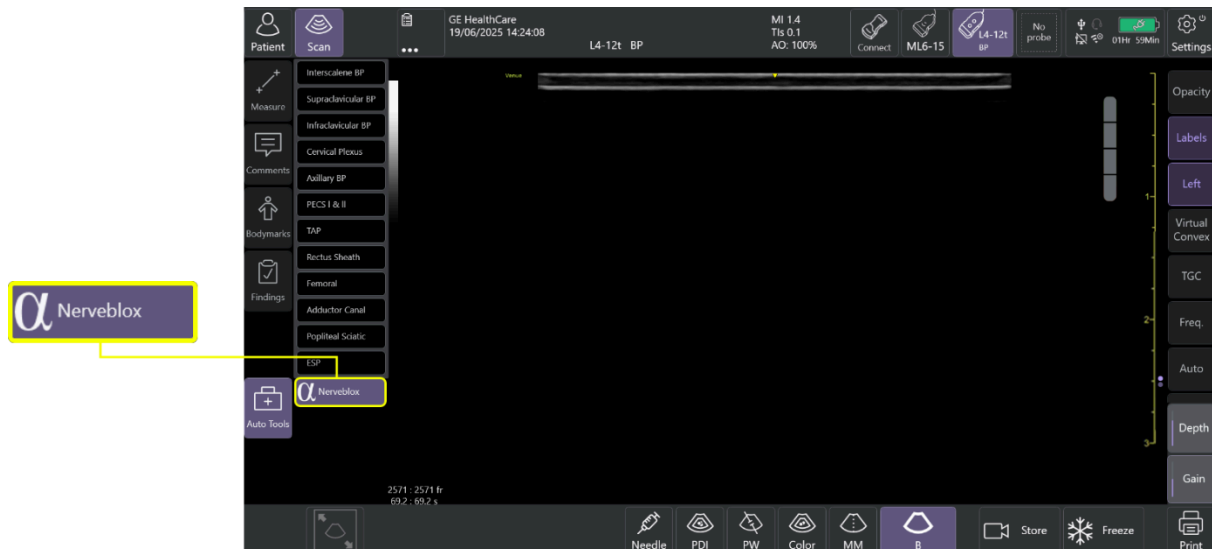 Patient
Scan
GE HealthCare
19/06/2025 14:24:08
L4-12t BP
MI 1.4
TIs 0.1
AO: 100%
Connect
ML6-15
L4-12t
BP
No
probe
01Hr 59Min
Settings
Measure
Comments
Bodymarks
Findings
Auto Tools
Interscalene BP
Supraclavicular BP
Infraclavicular BP
Cervical Plexus
Axillary BP
PECS I & II
TAP
Rectus Sheath
Femoral
Adductor Canal
Popliteal Sciatic
ESP
α Nerveblox
α Nerveblox
Venue
1
2
3
Opacity
Labels
Left
Virtual
Convex
TGC
Freq.
Auto
Depth
Gain
2571 : 2571 fr
69.2 : 69.2 s
Needle
PDI
PW
Color
MM
B
Store
Freeze
Print